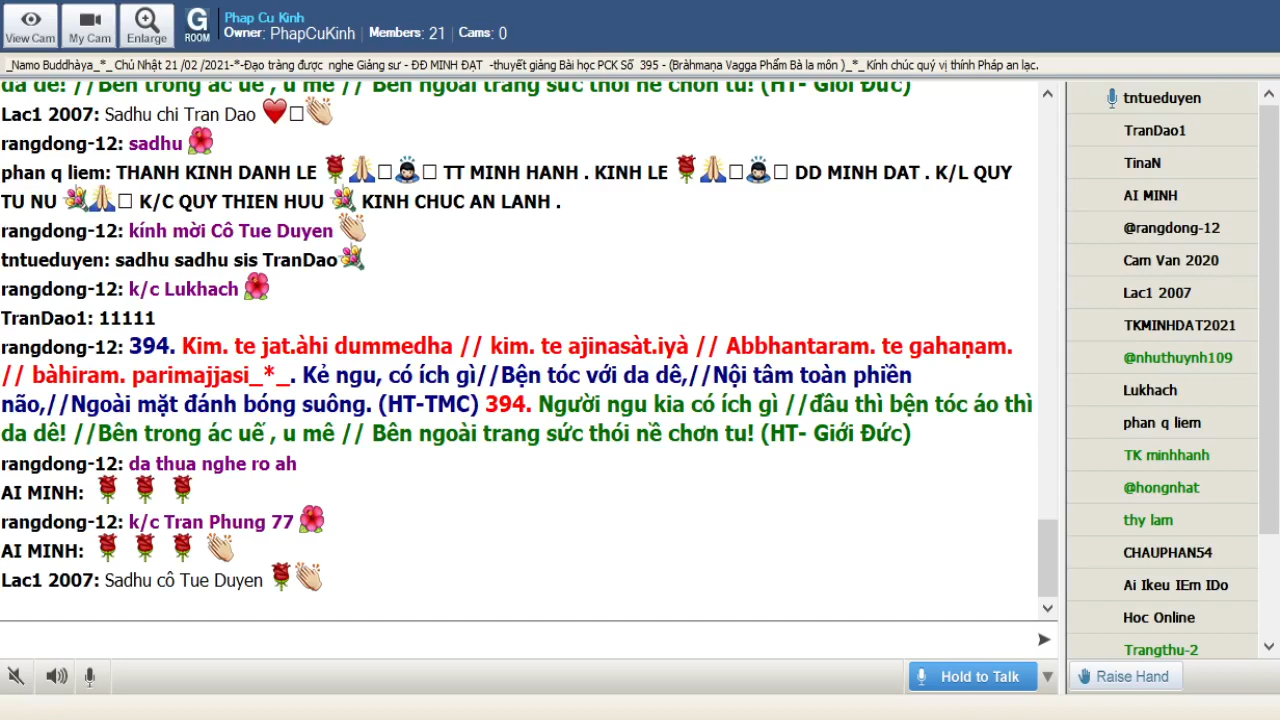 View Cam
My Cam
Enlarge
G
ROOM
Phap Cu Kinh
Owner: PhapCuKinh | Members: 21 | Cams: 0
_Namo Buddhàya_*_ Chủ Nhật 21 /02 /2021-*-Đạo tràng được nghe Giảng sư - ĐĐ MINH ĐẠT -thuyết giảng Bài học PCK Số 395 - (Bràhmaṇa Vagga Phẩm Bà la môn )_*_Kính chúc quý vị thính Pháp an lạc.
da dê! //Bên trong ác uế , u mê // Bên ngoài trang sức thói nề chơn tu! (HT- Giới Đức)
Lac1 2007: Sadhu chi Tran Dao
rangdong-12: sadhu
phan q liem: THANH KINH DANH LE TT MINH HANH . KINH LE DD MINH DAT . K/L QUY
TU NU K/C QUY THIEN HUU KINH CHUC AN LANH .
rangdong-12: kính mời Cô Tue Duyen
tntueduyen: sadhu sadhu sis TranDao
rangdong-12: k/c Lukhach
TranDao1: 11111
rangdong-12: 394. Kim. te jat.àhi dummedha // kim. te ajinasàt.iyà // Abbhantaram. te gahaṇam.
// bàhiram. parimajjasi_*_. Kẻ ngu, có ích gì//Bện tóc với da dê,//Nội tâm toàn phiền
não,//Ngoài mặt đánh bóng suông. (HT-TMC) 394. Người ngu kia có ích gì //đầu thì bện tóc áo thì
da dê! //Bên trong ác uế , u mê // Bên ngoài trang sức thói nề chơn tu! (HT- Giới Đức)
rangdong-12: da thua nghe ro ah
AI MINH:
rangdong-12: k/c Tran Phung 77
AI MINH:
Lac1 2007: Sadhu cô Tue Duyen
Hold to Talk
tntueduyen
TranDao1
TinaN
AI MINH
@rangdong-12
Cam Van 2020
Lac1 2007
TKMINHDAT2021
@nhuthuynh109
Lukhach
phan q liem
TK minhhanh
@hongnhat
thy lam
CHAUPHAN54
Ai Ikeu IEm IDo
Hoc Online
Trangthu-2
Raise Hand